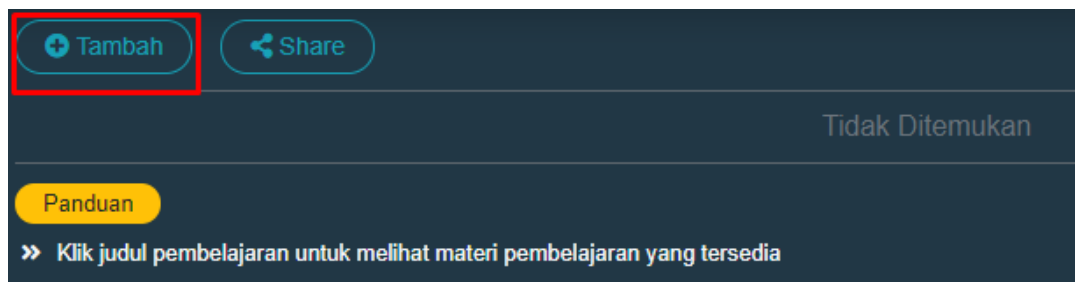 Tambah Share
Tidak Ditemukan
Panduan
» Klik judul pembelajaran untuk melihat materi pembelajaran yang tersedia